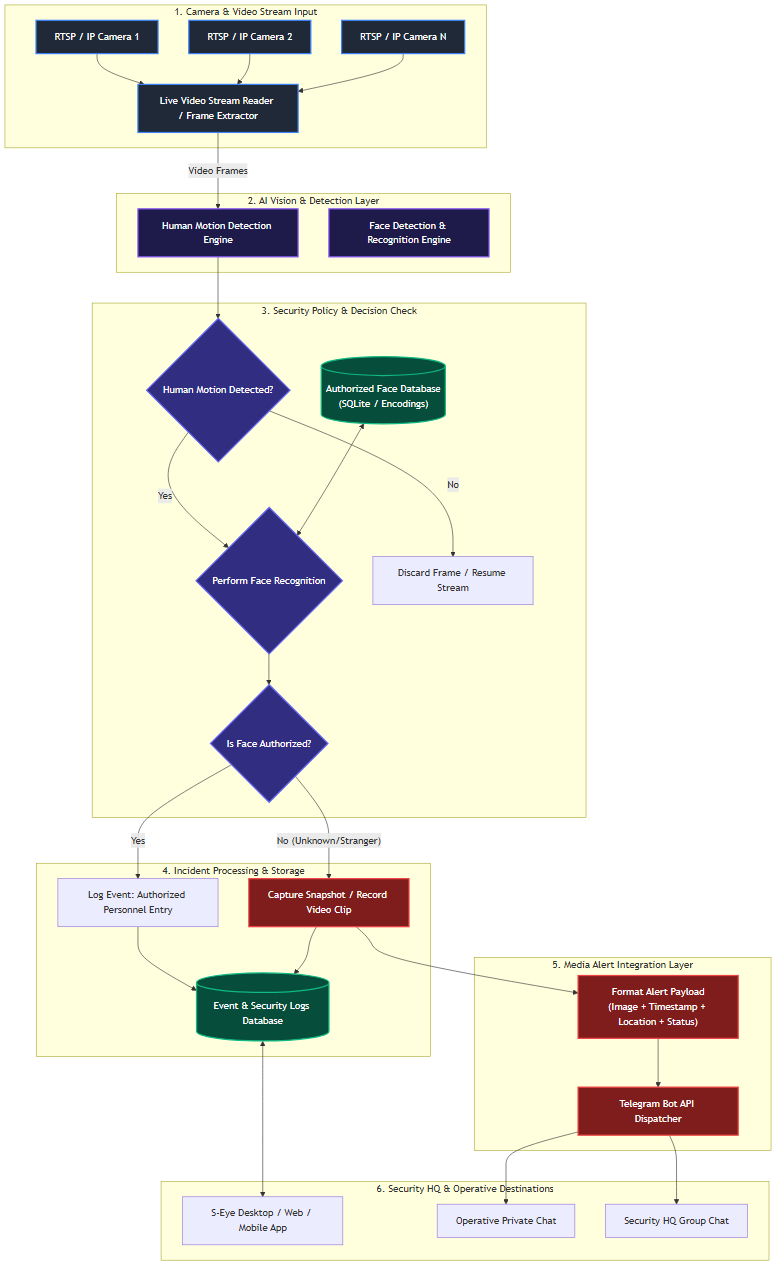 1. Camera & Video Stream Input
RTSP / IP Camera 1
RTSP / IP Camera 2
RTSP / IP Camera N
Live Video Stream Reader
/ Frame Extractor
Video Frames
2. AI Vision & Detection Layer
Human Motion Detection
Engine
Face Detection &
Recognition Engine
3. Security Policy & Decision Check
Human Motion Detected?
Authorized Face Database
(SQLite / Encodings)
Yes
No
Perform Face Recognition
Discard Frame / Resume
Stream
Is Face Authorized?
Yes
No (Unknown/Stranger)
4. Incident Processing & Storage
Log Event: Authorized
Personnel Entry
Capture Snapshot / Record
Video Clip
Event & Security Logs
Database
5. Media Alert Integration Layer
Format Alert Payload
(Image + Timestamp +
Location + Status)
Telegram Bot API
Dispatcher
6. Security HQ & Operative Destinations
S-Eye Desktop / Web /
Mobile App
Operative Private Chat
Security HQ Group Chat